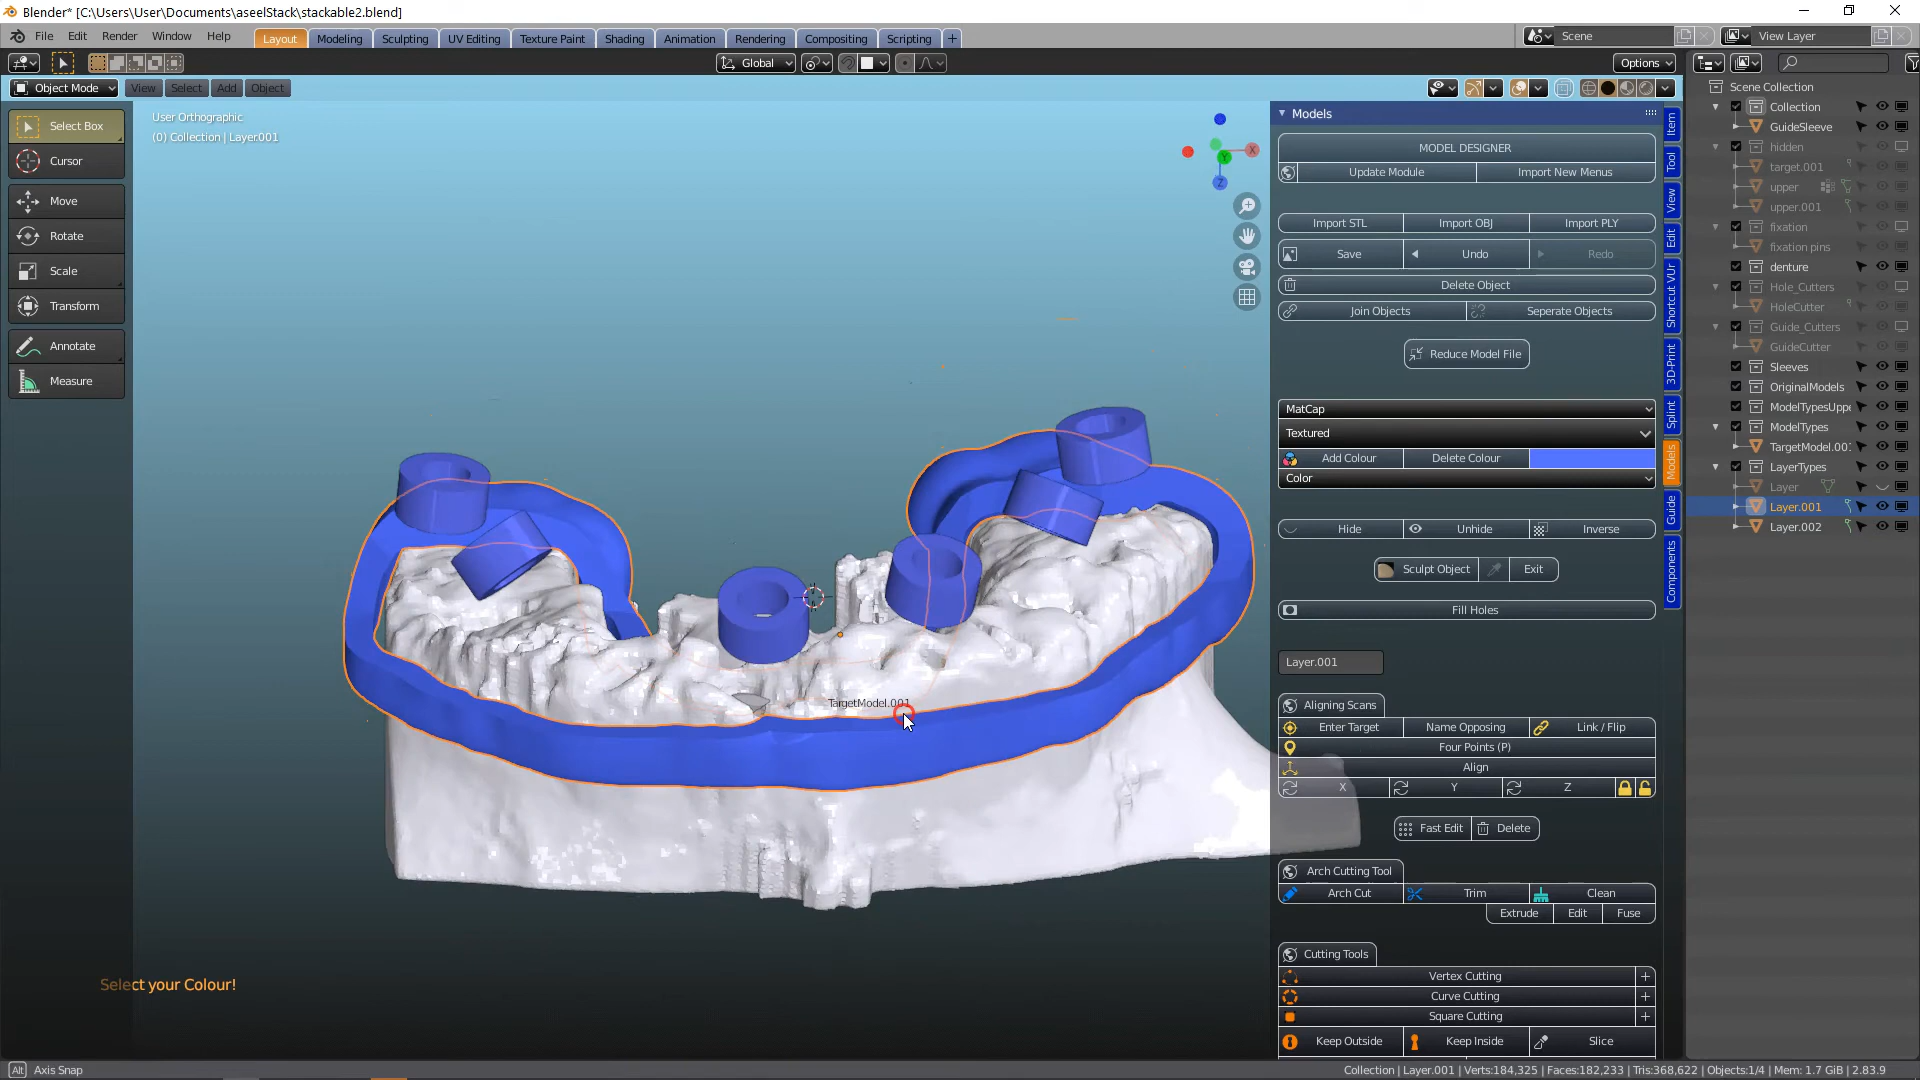 Blender* [C:\Users\User\Documents\aseelStack\stackable2.blend]
File Edit Render Window Help
Layout Modeling Sculpting UV Editing Texture Paint Shading Animation Rendering Compositing Scripting +
Scene
View Layer
Global
Options
Object Mode View Select Add Object
Select Box
Cursor
Move
Rotate
Scale
Transform
Annotate
Measure
User Orthographic
(0) Collection | Layer.001
X
Y
Z
TargetModel.001
Select your Colour!
Models
MODEL DESIGNER
Update Module Import New Menus
Import STL Import OBJ Import PLY
Save Undo Redo
Delete Object
Join Objects Seperate Objects
Reduce Model File
MatCap
Textured
Add Colour Delete Colour
Color
Hide Unhide Inverse
Sculpt Object Exit
Fill Holes
Layer.001
Aligning Scans
Enter Target Name Opposing Link / Flip
Four Points (P)
Align
X Y Z
Fast Edit Delete
Arch Cutting Tool
Arch Cut Trim Clean
Extrude Edit Fuse
Cutting Tools
Vertex Cutting +
Curve Cutting +
Square Cutting +
Keep Outside Keep Inside Slice
Item
Tool
View
Edit
Shortcut VUr
3D-Print
Splint
Models
Guide
Components
Scene Collection
Collection
GuideSleeve
hidden
target.001
upper
upper.001
fixation
fixation pins
denture
Hole_Cutters
HoleCutter
Guide_Cutters
GuideCutter
Sleeves
OriginalModels
ModelTypesUpp
ModelTypes
TargetModel.00
LayerTypes
Layer
Layer.001
Layer.002
Alt Axis Snap
Collection | Layer.001 | Verts:184,325 | Faces:182,233 | Tris:368,622 | Objects:1/4 | Mem: 1.7 GiB | 2.83.9